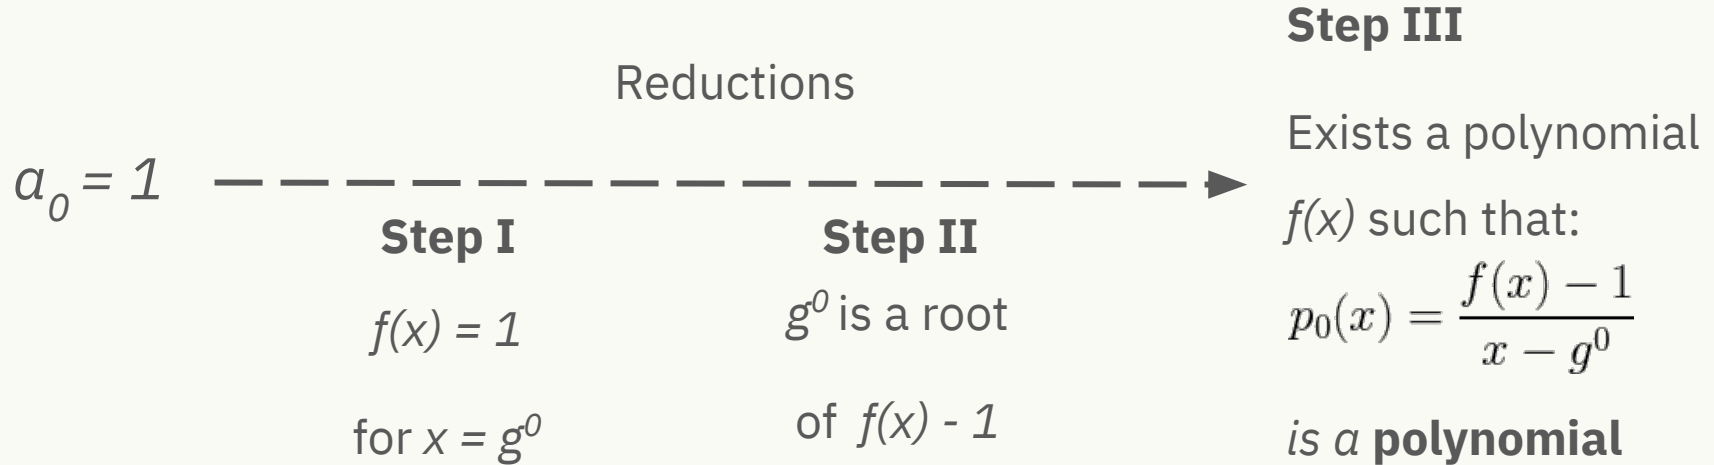 Reductions
a₀ = 1
Step I
f(x) = 1
for x = g⁰
Step II
g⁰ is a root
of f(x) - 1
Step III
Exists a polynomial
f(x) such that:
p₀(x) = \frac{f(x) − 1}{x − g⁰}
is a polynomial